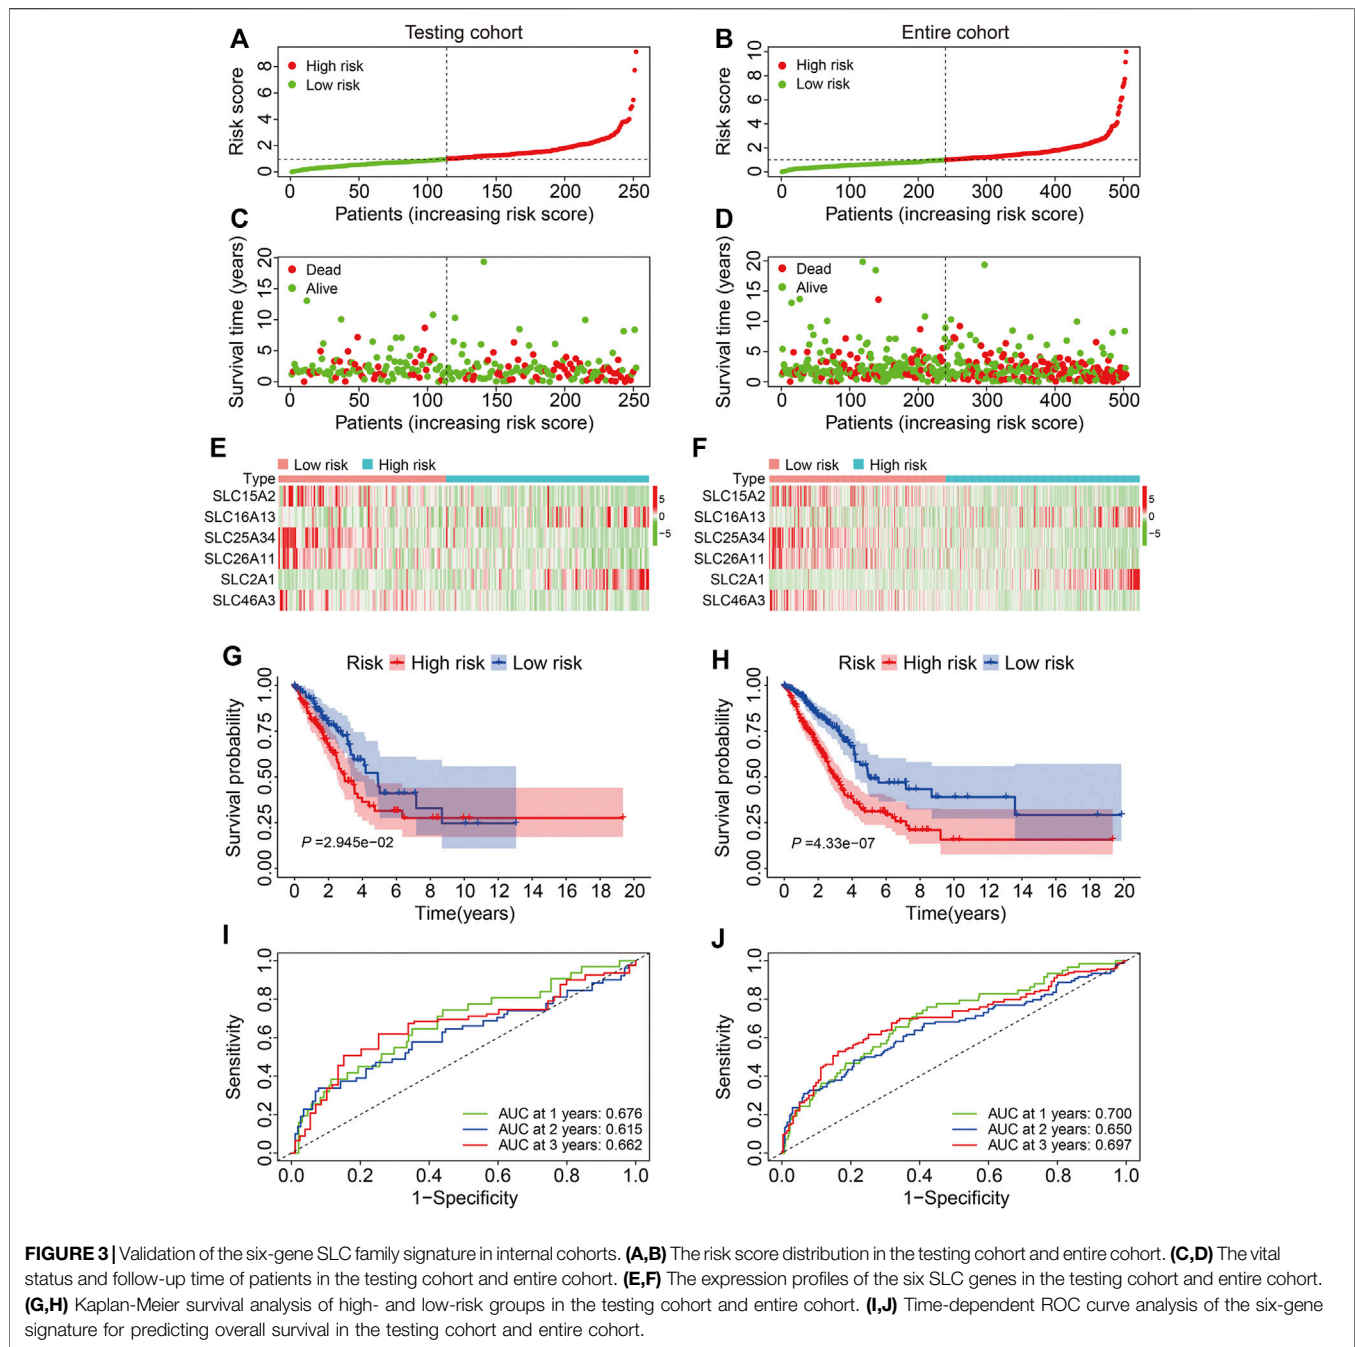 A Testing cohort
High risk
Low risk
Risk score
0 2 4 6 8
0 50 100 150 200 250
Patients (increasing risk score)
B Entire cohort
High risk
Low risk
Risk score
0 2 4 6 8 10
0 100 200 300 400 500
Patients (increasing risk score)
C
Dead
Alive
Survival time (years)
0 5 10 15 20
0 50 100 150 200 250
Patients (increasing risk score)
D
Dead
Alive
Survival time (years)
0 5 10 15 20
0 100 200 300 400 500
Patients (increasing risk score)
E
Low risk High risk
Type
SLC15A2
SLC16A13
SLC25A34
SLC26A11
SLC2A1
SLC46A3
5
0
−5
F
Low risk High risk
Type
SLC15A2
SLC16A13
SLC25A34
SLC26A11
SLC2A1
SLC46A3
5
0
−5
G
Risk High risk Low risk
Survival probability
0.00 0.25 0.50 0.75 1.00
P =2.945e−02
0 2 4 6 8 10 12 14 16 18 20
Time(years)
H
Risk High risk Low risk
Survival probability
0.00 0.25 0.50 0.75 1.00
P =4.33e−07
0 2 4 6 8 10 12 14 16 18 20
Time(years)
I
Sensitivity
0.0 0.2 0.4 0.6 0.8 1.0
AUC at 1 years: 0.676
AUC at 2 years: 0.615
AUC at 3 years: 0.662
0.0 0.2 0.4 0.6 0.8 1.0
1−Specificity
J
Sensitivity
0.0 0.2 0.4 0.6 0.8 1.0
AUC at 1 years: 0.700
AUC at 2 years: 0.650
AUC at 3 years: 0.697
0.0 0.2 0.4 0.6 0.8 1.0
1−Specificity
FIGURE 3 | Validation of the six-gene SLC family signature in internal cohorts. (A,B) The risk score distribution in the testing cohort and entire cohort. (C,D) The vital
status and follow-up time of patients in the testing cohort and entire cohort. (E,F) The expression profiles of the six SLC genes in the testing cohort and entire cohort.
(G,H) Kaplan-Meier survival analysis of high- and low-risk groups in the testing cohort and entire cohort. (I,J) Time-dependent ROC curve analysis of the six-gene
signature for predicting overall survival in the testing cohort and entire cohort.